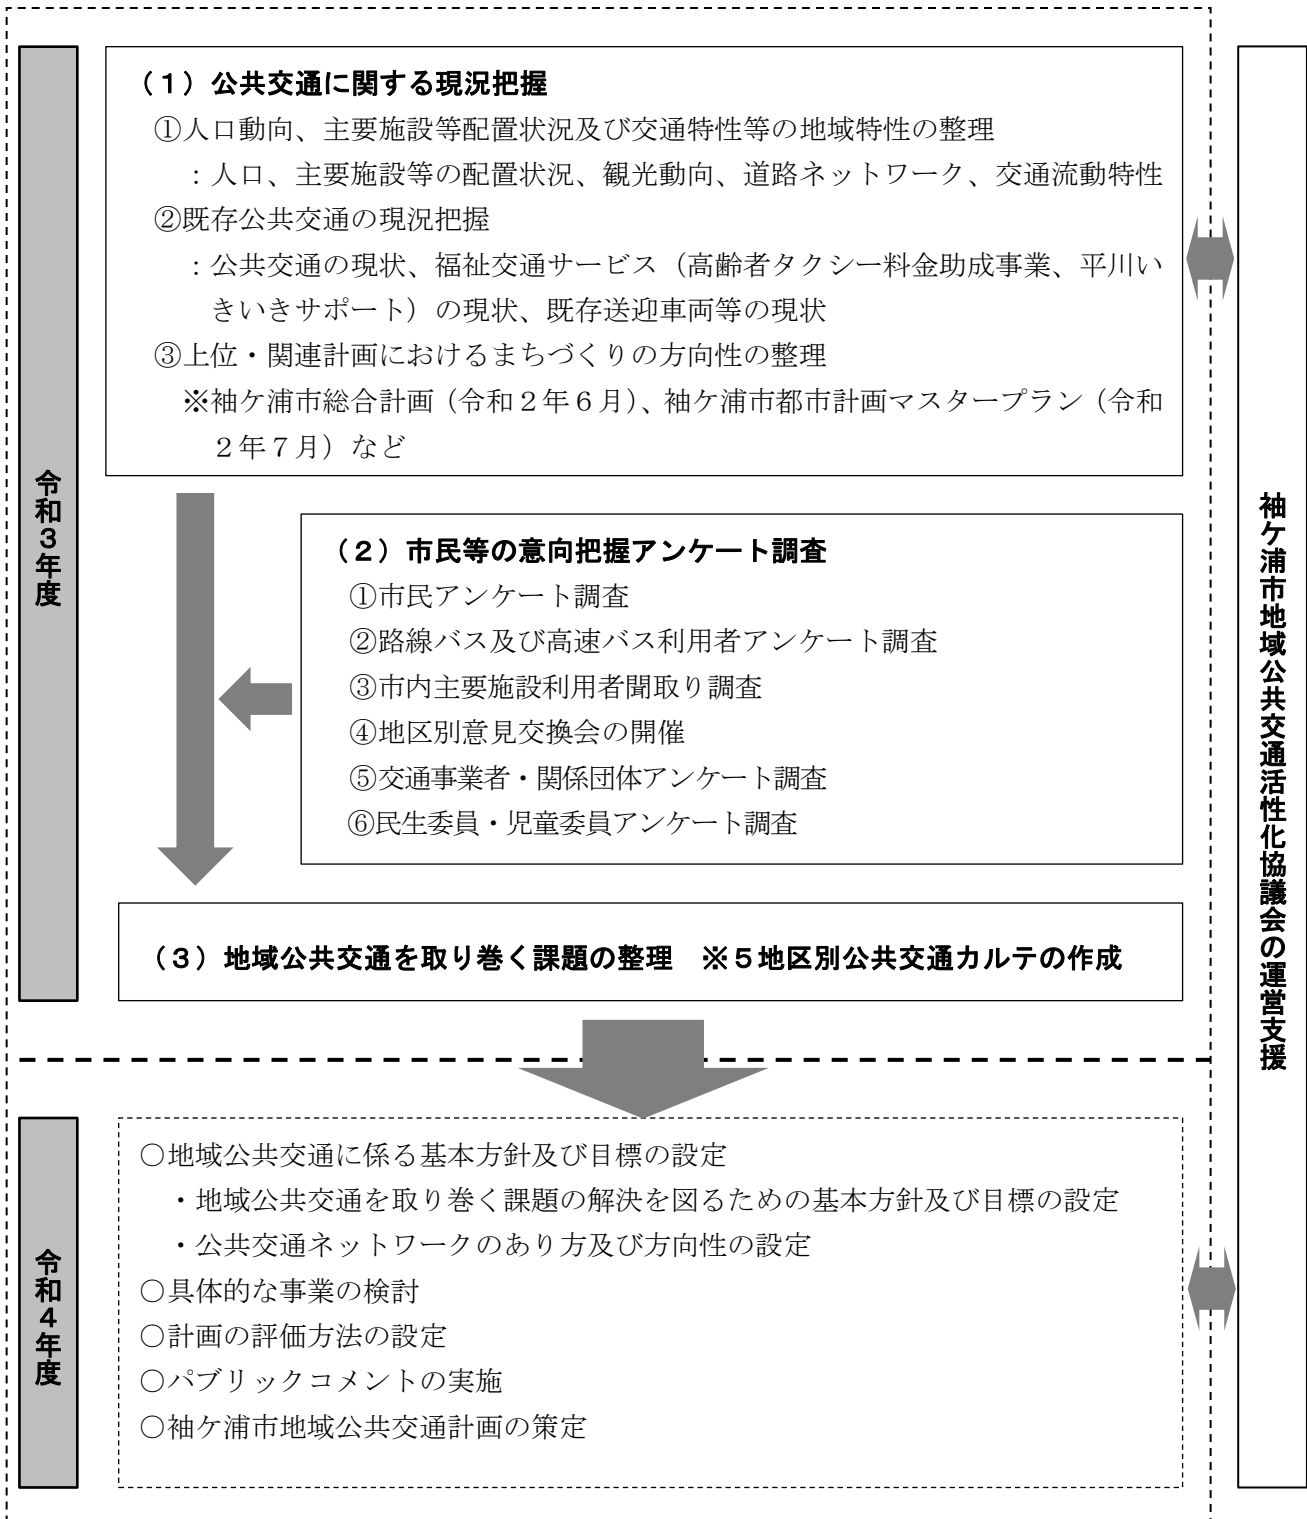 令和３年度
（１）公共交通に関する現況把握
①人口動向、主要施設等配置状況及び交通特性等の地域特性の整理
：人口、主要施設等の配置状況、観光動向、道路ネットワーク、交通流動特性
②既存公共交通の現況把握
：公共交通の現状、福祉交通サービス（高齢者タクシー料金助成事業、平川い
きいきサポート）の現状、既存送迎車両等の現状
③上位・関連計画におけるまちづくりの方向性の整理
※袖ケ浦市総合計画（令和２年６月）、袖ケ浦市都市計画マスタープラン（令和
２年７月）など
（２）市民等の意向把握アンケート調査
①市民アンケート調査
②路線バス及び高速バス利用者アンケート調査
③市内主要施設利用者聞取り調査
④地区別意見交換会の開催
⑤交通事業者・関係団体アンケート調査
⑥民生委員・児童委員アンケート調査
（３）地域公共交通を取り巻く課題の整理　※５地区別公共交通カルテの作成
令和４年度
○地域公共交通に係る基本方針及び目標の設定
・地域公共交通を取り巻く課題の解決を図るための基本方針及び目標の設定
・公共交通ネットワークのあり方及び方向性の設定
○具体的な事業の検討
○計画の評価方法の設定
○パブリックコメントの実施
○袖ケ浦市地域公共交通計画の策定
袖ケ浦市地域公共交通活性化協議会の運営支援